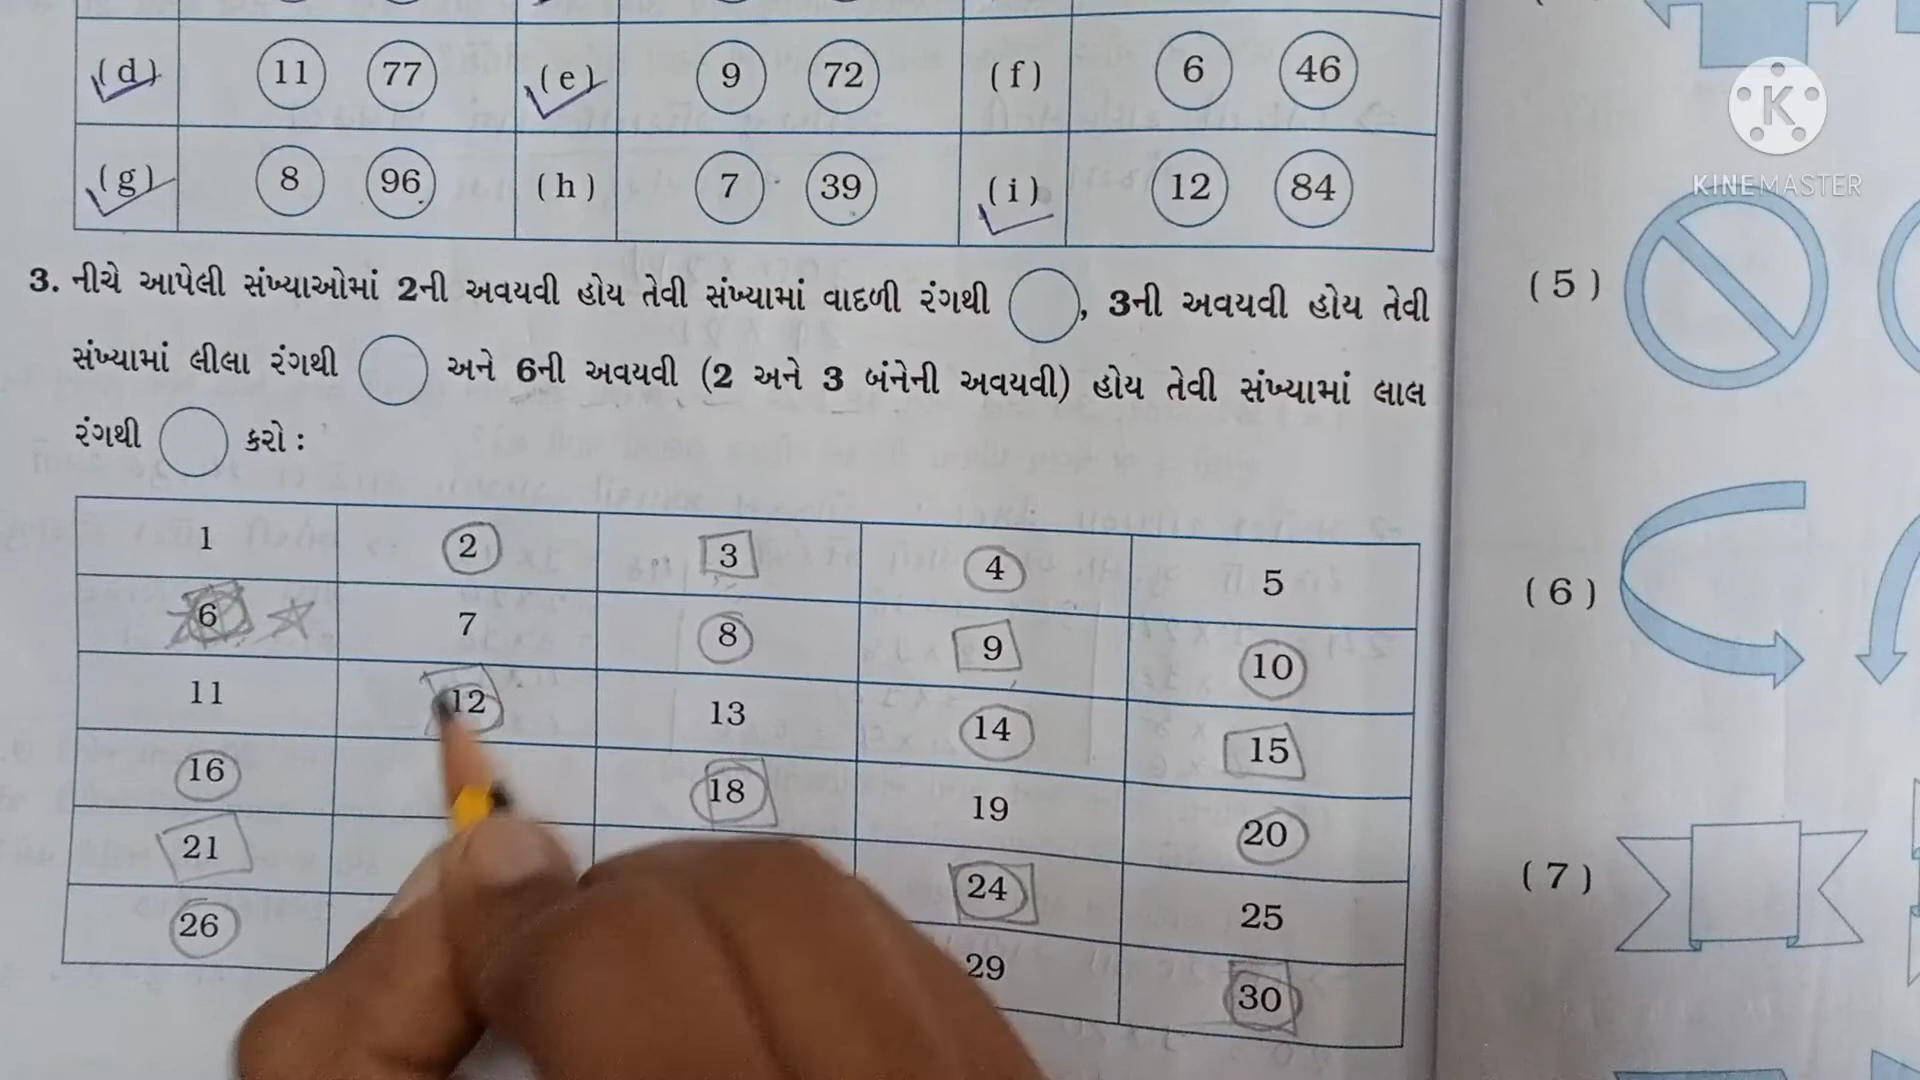 (d) 11 77 (e) 9 72 (f) 6 46
(g) 8 96 (h) 7 39 (i) 12 84
K
KINEMASTER
3. નીચે આપેલી સંખ્યાઓમાં 2ની અવયવી હોય તેવી સંખ્યામાં વાદળી રંગથી , 3ની અવયવી હોય તેવી
સંખ્યામાં લીલા રંગથી અને 6ની અવયવી (2 અને 3 બંનેની અવયવી) હોય તેવી સંખ્યામાં લાલ
રંગથી કરો :
1 2 3 4 5
6 7 8 9 10
11 12 13 14 15
16 18 19 20
21 24 25
26 29 30
(5)
(6)
(7)